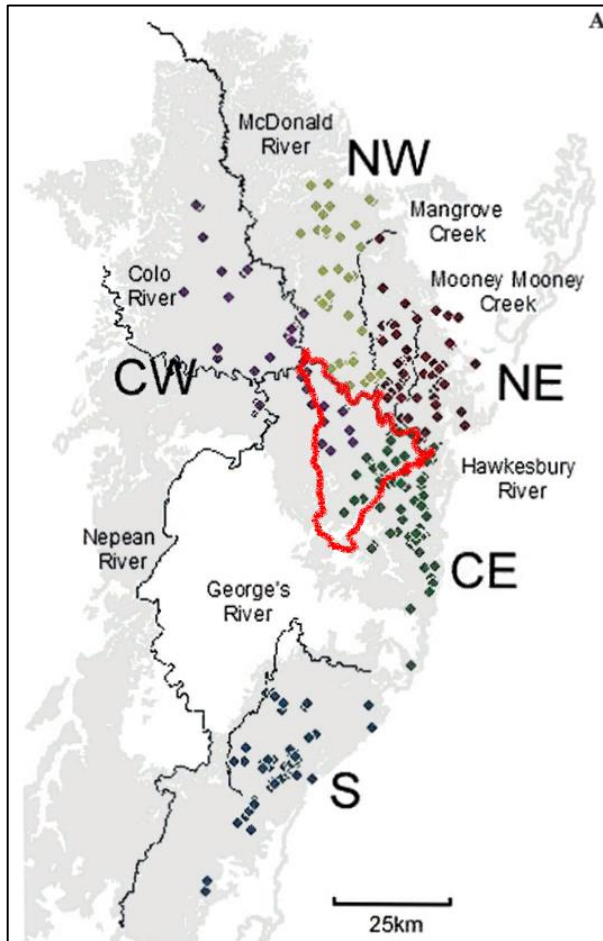 A
McDonald
River
NW
Mangrove
Creek
Colo
River
Mooney Mooney
Creek
CW
NE
Hawkesbury
River
Nepean
River
George's
River
CE
S
25km